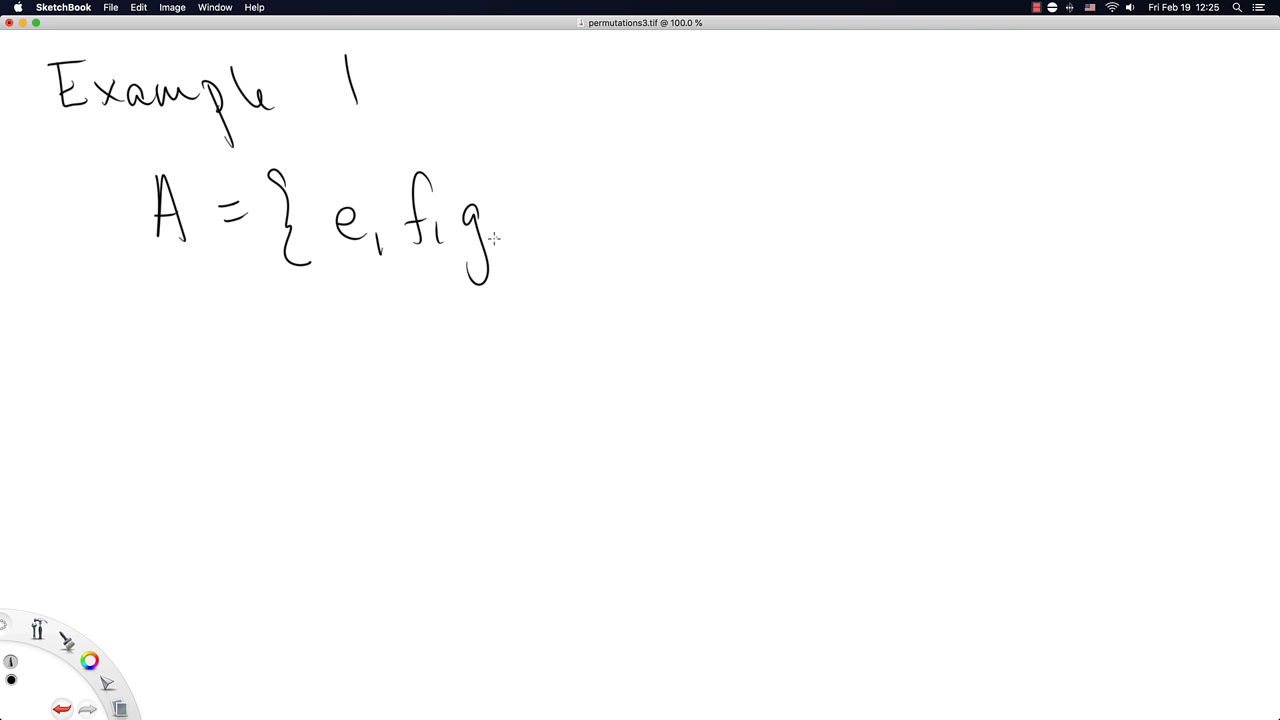 SketchBook File Edit Image Window Help Fri Feb 19 12:25
permutations3.tif @ 100.0 %
Example 1
A = { e, f, g